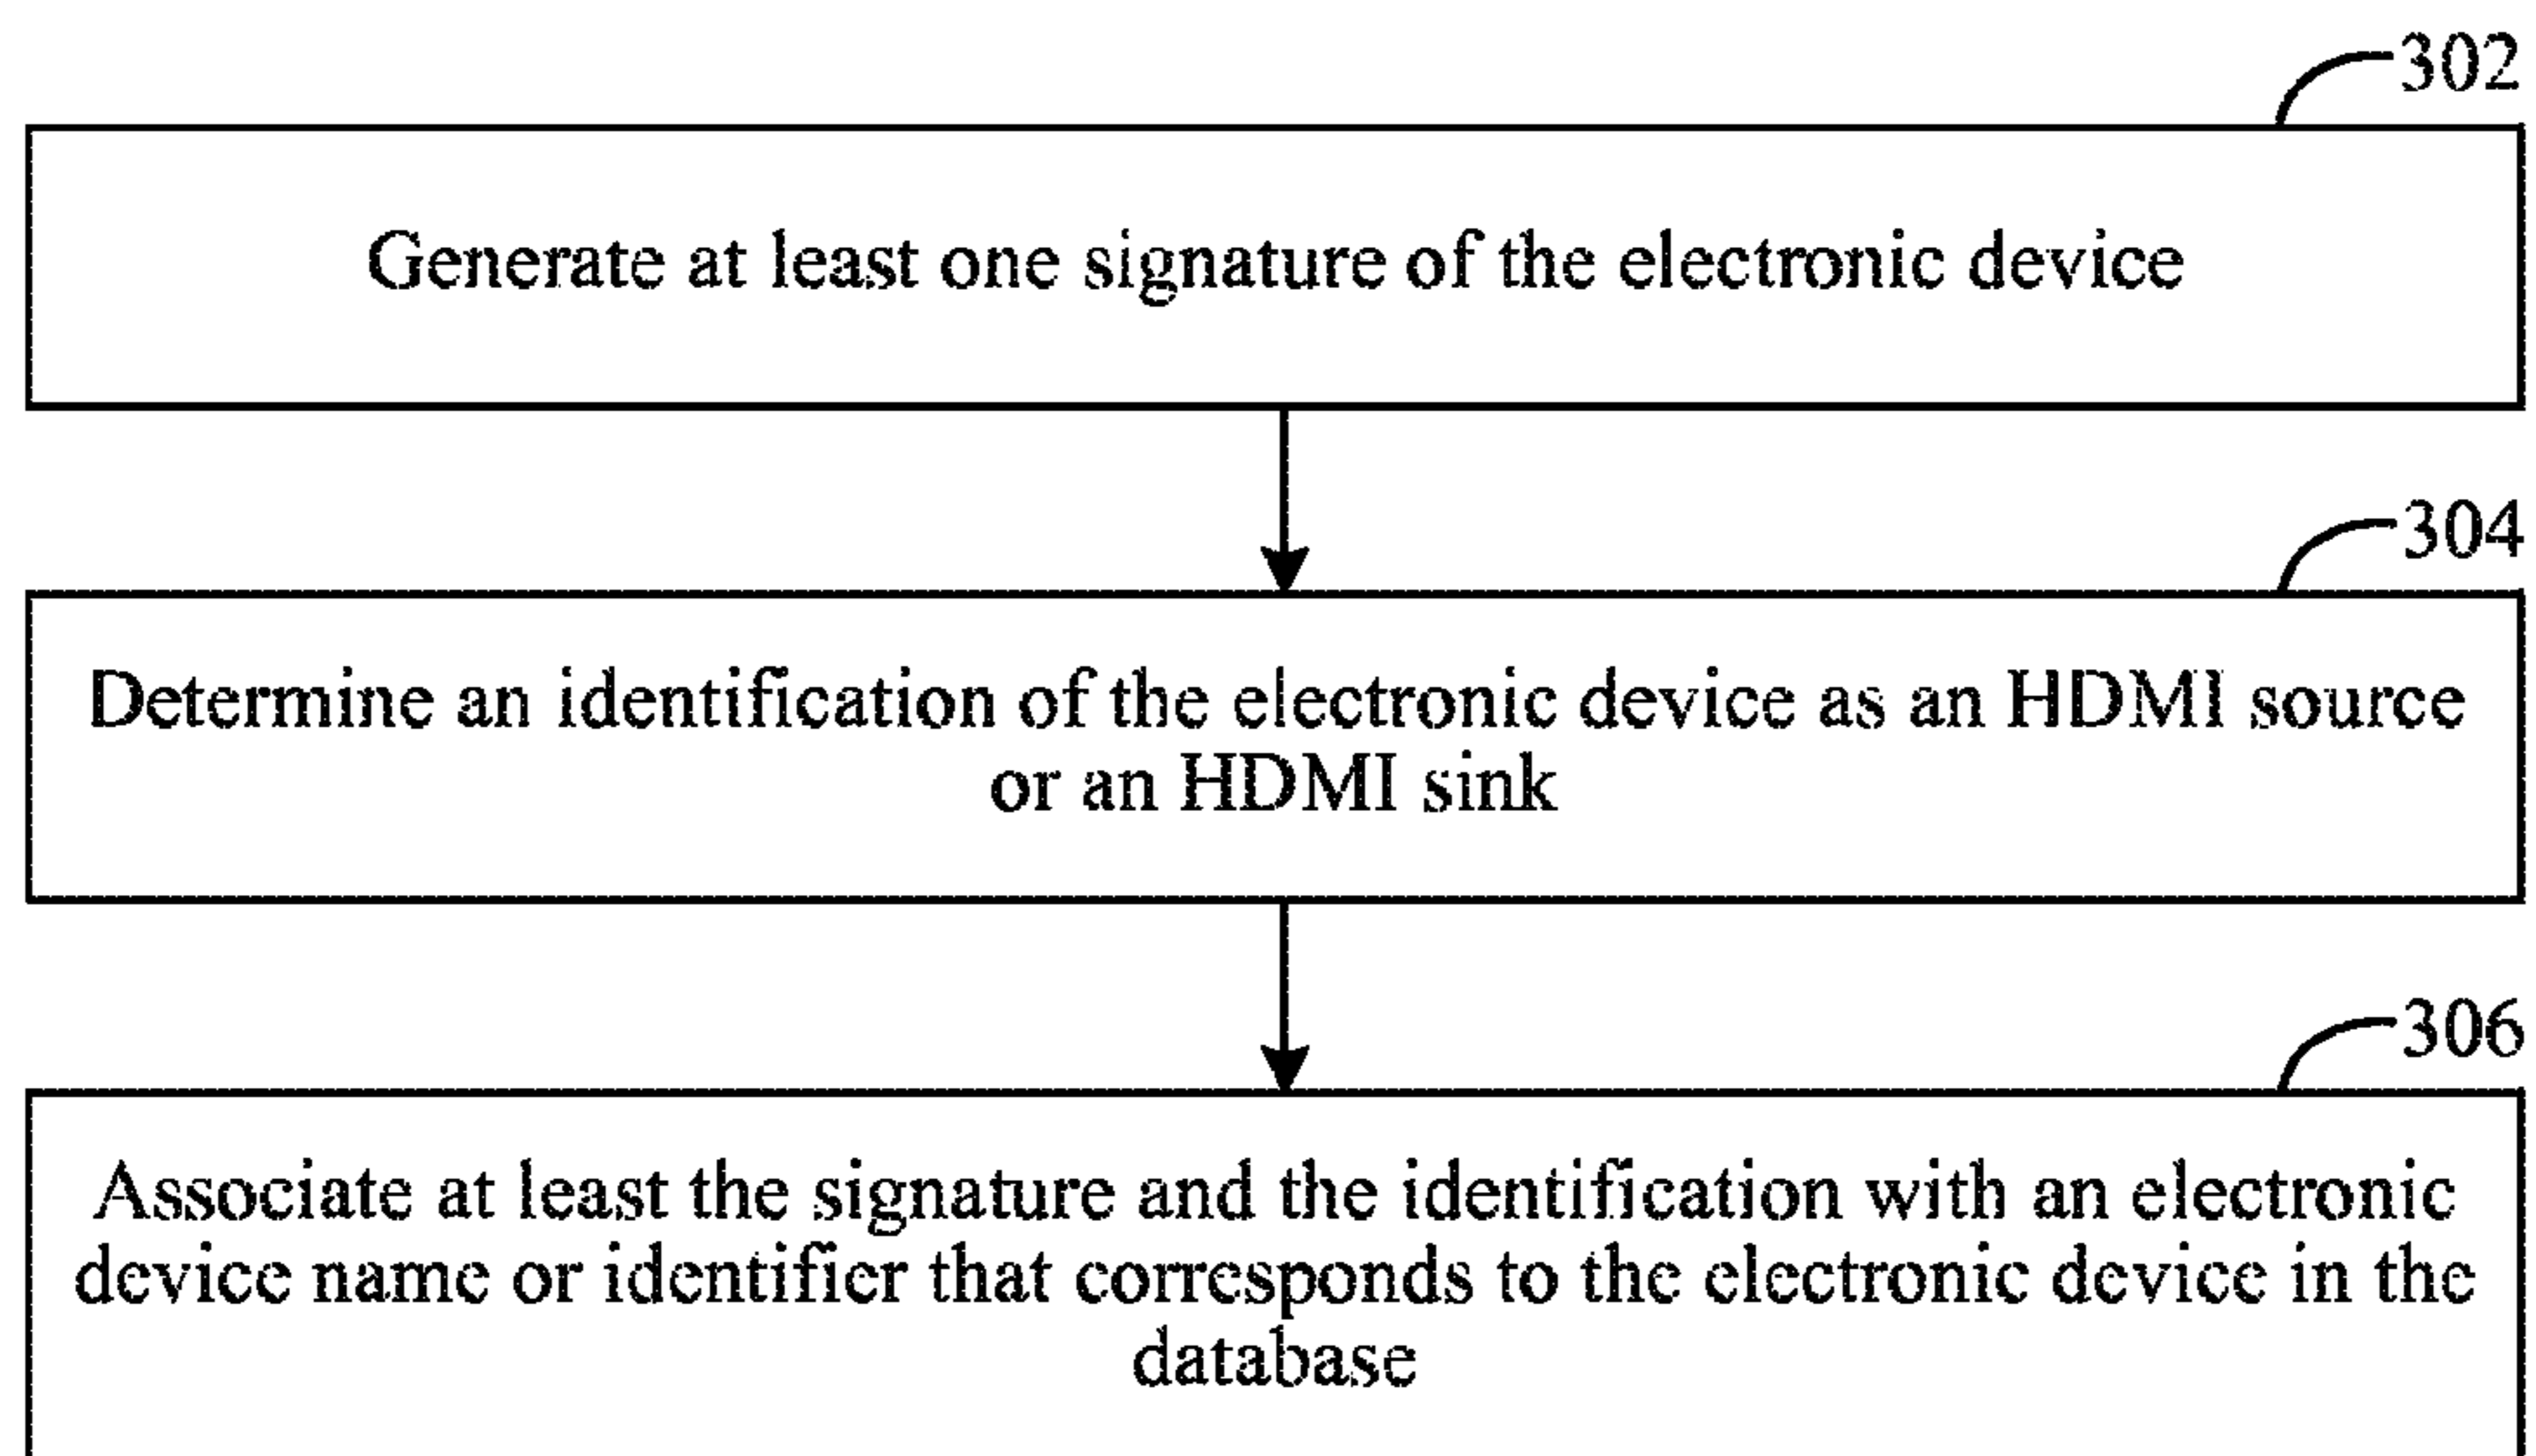 302
Generate at least one signature of the electronic device
304
Determine an identification of the electronic device as an HDMI source
or an HDMI sink
306
Associate at least the signature and the identification with an electronic
device name or identifier that corresponds to the electronic device in the
database